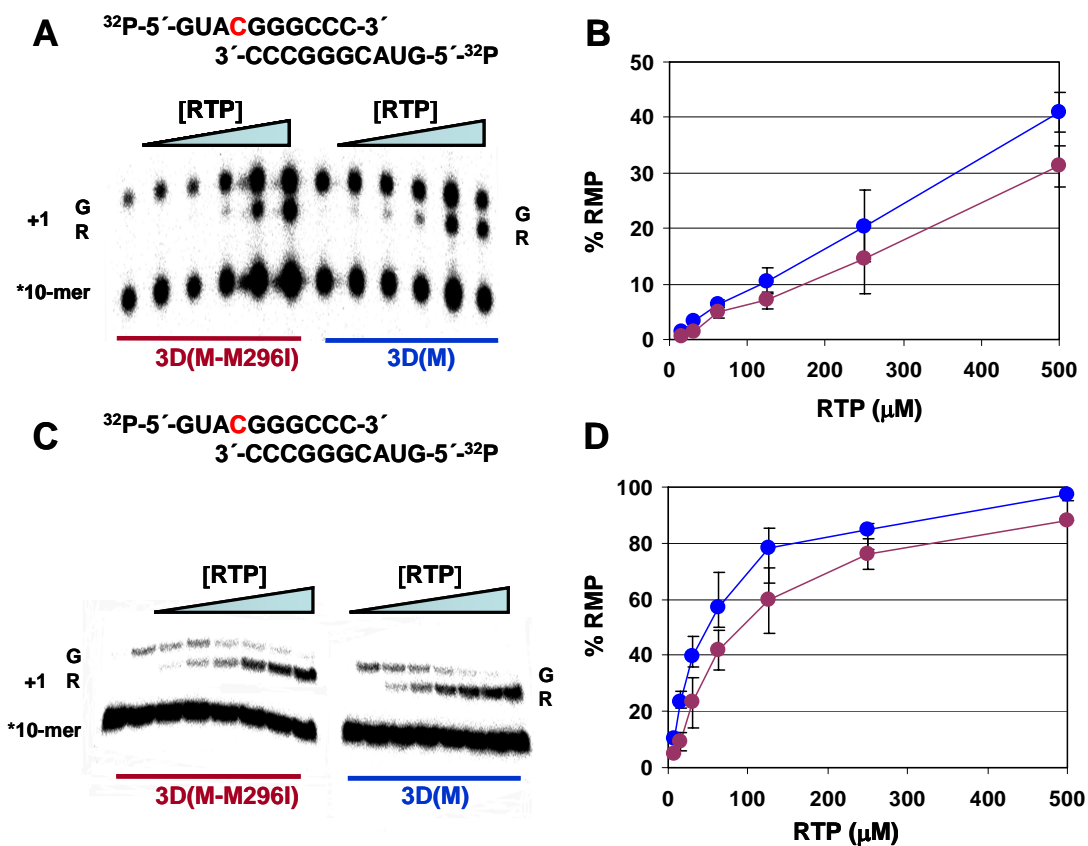 A
³²P-5´-GUACGGGCCC-3´
3´-CCCGGGCAUG-5´-³²P
[RTP]
[RTP]
+1
G
R
G
R
*10-mer
3D(M-M296I)
3D(M)
B
50
40
30
20
10
0
% RMP
0 100 200 300 400 500
RTP (µM)
C
³²P-5´-GUACGGGCCC-3´
3´-CCCGGGCAUG-5´-³²P
[RTP]
[RTP]
+1
G
R
G
R
*10-mer
3D(M-M296I)
3D(M)
D
100
80
60
40
20
0
% RMP
0 100 200 300 400 500
RTP (µM)